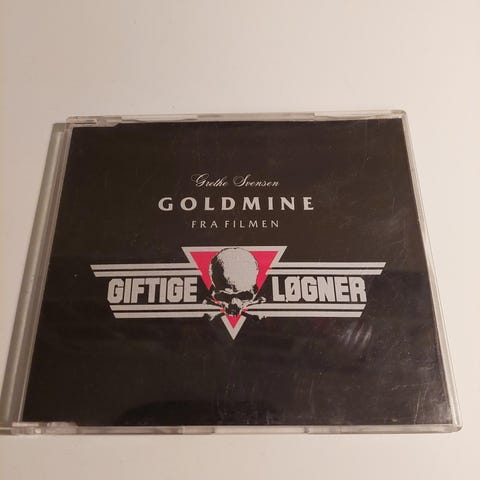 Grethe Svensen
GOLDMINE
FRA FILMEN
GIFTIGE LØGNER